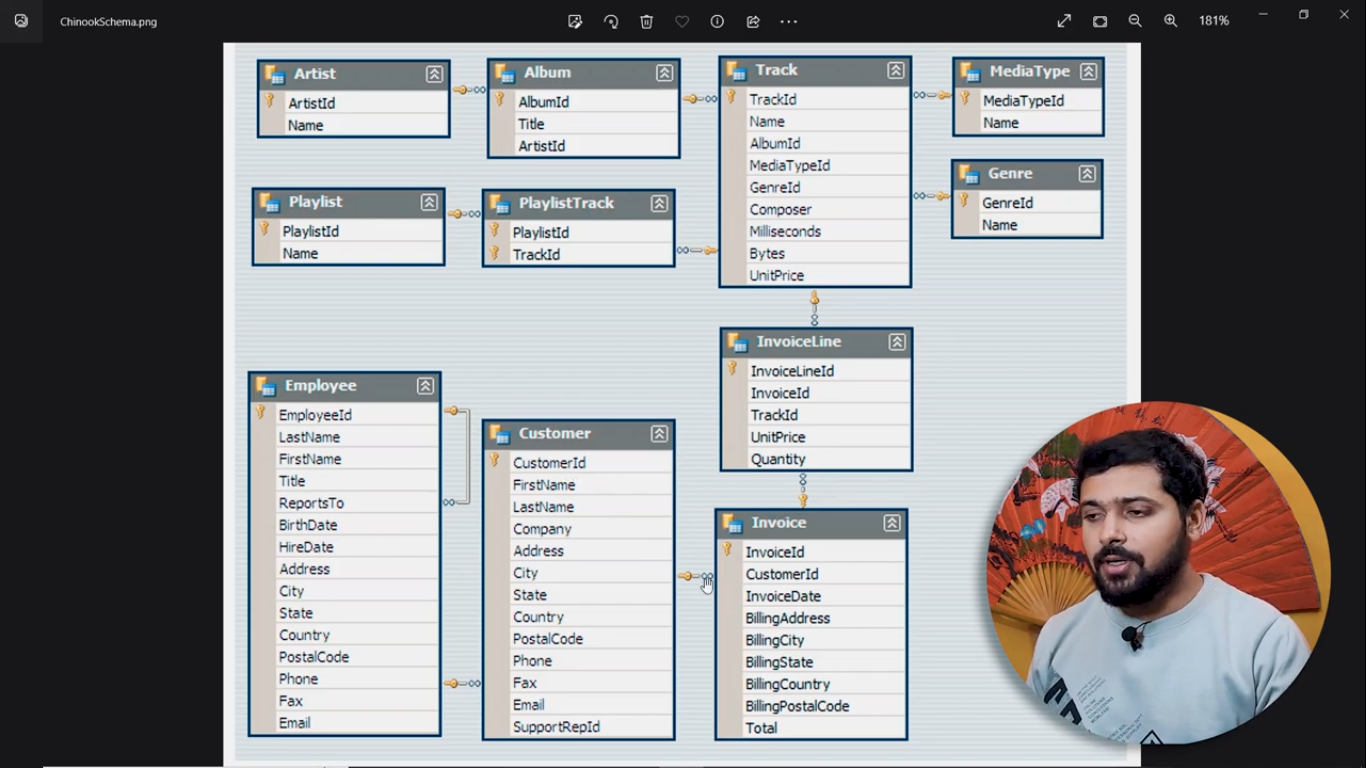 ChinookSchema.png
181%
Artist
ArtistId
Name
Album
AlbumId
Title
ArtistId
Track
TrackId
Name
AlbumId
MediaTypeId
GenreId
Composer
Milliseconds
Bytes
UnitPrice
MediaType
MediaTypeId
Name
Genre
GenreId
Name
Playlist
PlaylistId
Name
PlaylistTrack
PlaylistId
TrackId
InvoiceLine
InvoiceLineId
InvoiceId
TrackId
UnitPrice
Quantity
Employee
EmployeeId
LastName
FirstName
Title
ReportsTo
BirthDate
HireDate
Address
City
State
Country
PostalCode
Phone
Fax
Email
Customer
CustomerId
FirstName
LastName
Company
Address
City
State
Country
PostalCode
Phone
Fax
Email
SupportRepId
Invoice
InvoiceId
CustomerId
InvoiceDate
BillingAddress
BillingCity
BillingState
BillingCountry
BillingPostalCode
Total